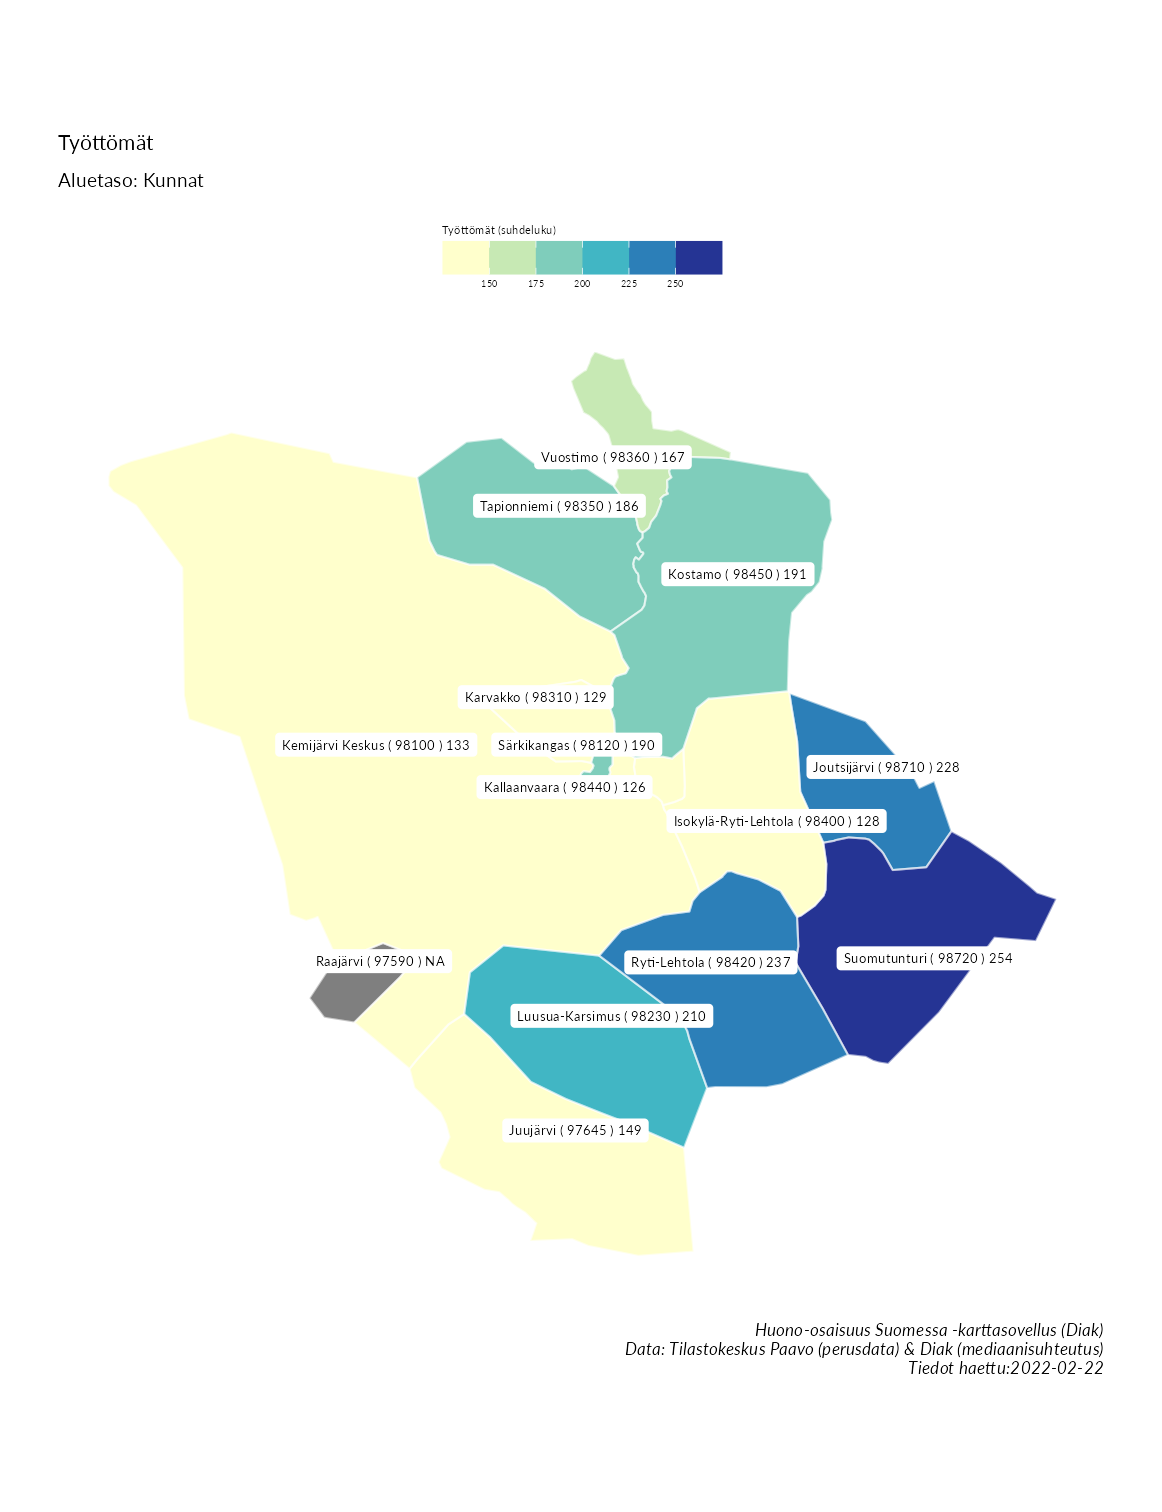 Työttömät
Aluetaso: Kunnat
Työttömät (suhdeluku)
150 175 200 225 250
Vuostimo ( 98360 ) 167
Tapionniemi ( 98350 ) 186
Kostamo ( 98450 ) 191
Karvakko ( 98310 ) 129
Kemijärvi Keskus ( 98100 ) 133
Särkikangas ( 98120 ) 190
Joutsijärvi ( 98710 ) 228
Kallaanvaara ( 98440 ) 126
Isokylä-Ryti-Lehtola ( 98400 ) 128
Raajärvi ( 97590 ) NA
Ryti-Lehtola ( 98420 ) 237
Suomutunturi ( 98720 ) 254
Luusua-Karsimus ( 98230 ) 210
Juujärvi ( 97645 ) 149
Huono-osaisuus Suomessa -karttasovellus (Diak)
Data: Tilastokeskus Paavo (perusdata) & Diak (mediaanisuhteutus)
Tiedot haettu:2022-02-22